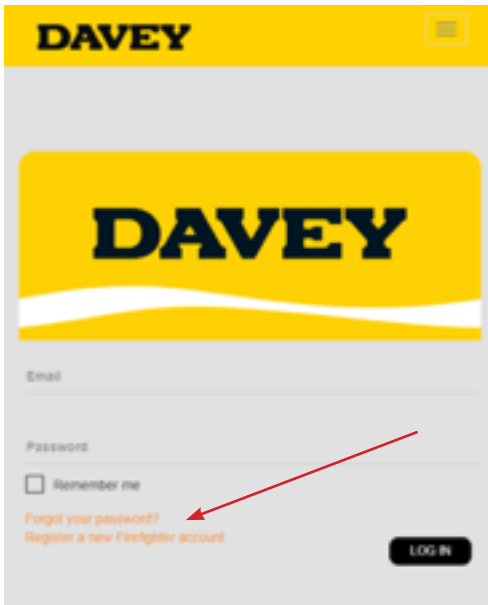 DAVEY
DAVEY
Email
Password
Remember me
Forgot your password?
Register a new Firefighter account
LOG IN